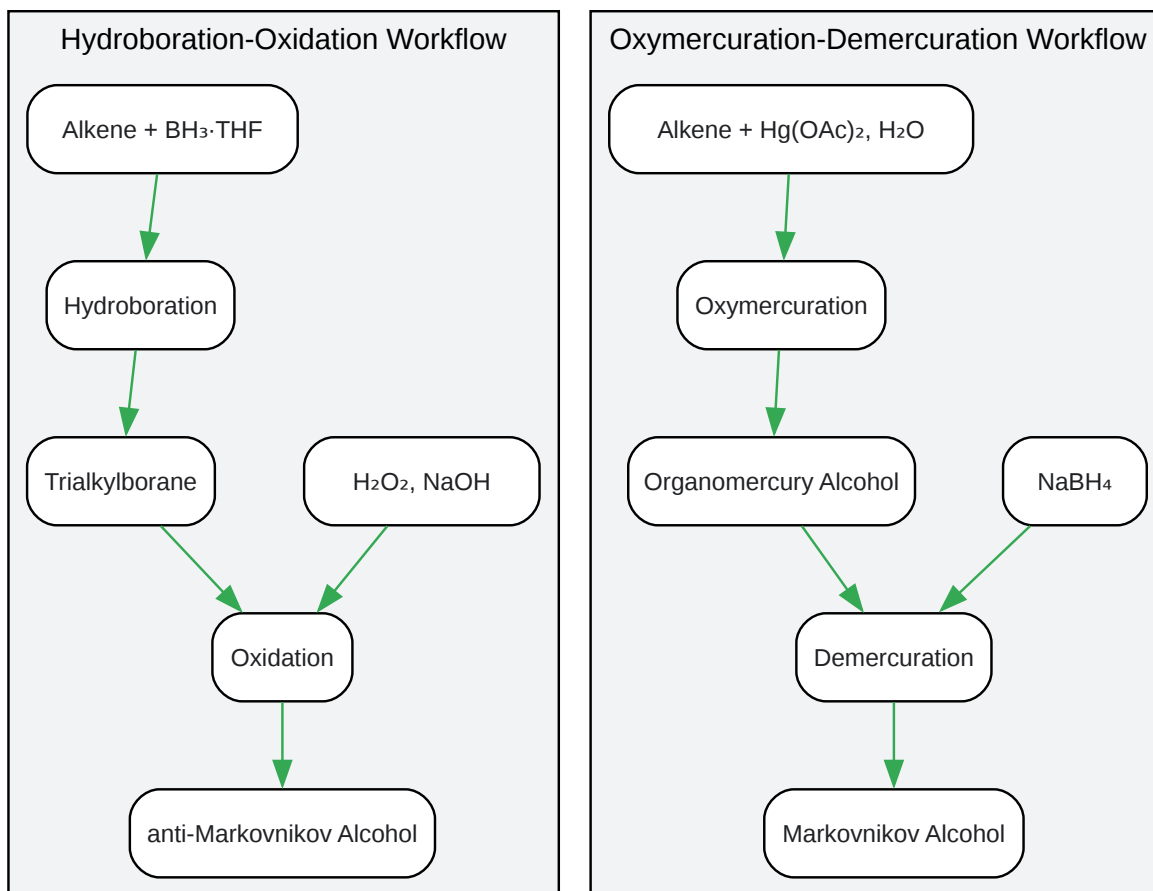 Hydroboration-Oxidation Workflow
Alkene + BH₃·THF
Hydroboration
Trialkylborane
H₂O₂, NaOH
Oxidation
anti-Markovnikov Alcohol
Oxymercuration-Demercuration Workflow
Alkene + Hg(OAc)₂, H₂O
Oxymercuration
Organomercury Alcohol
NaBH₄
Demercuration
Markovnikov Alcohol